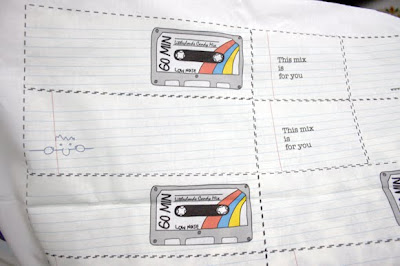 60 MIN
Low Noise
This mix
is
for you
This mix
is
for you
60 MIN
Low Noise